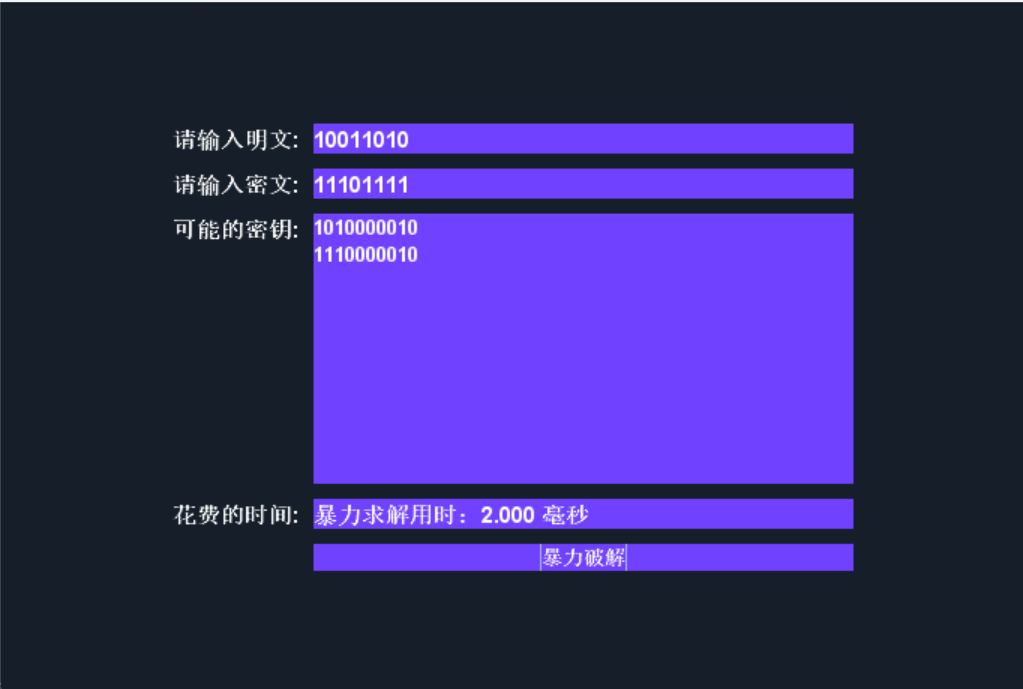 请输入明文: 10011010
请输入密文: 11101111
可能的密钥: 1010000010
1110000010
花费的时间: 暴力求解用时：2.000 毫秒
暴力破解